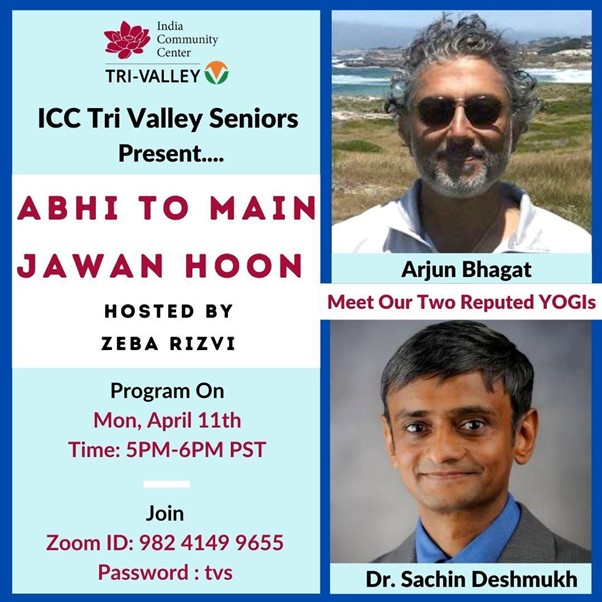 India
Community
Center
TRI-VALLEY
ICC Tri Valley Seniors
Present....
ABHI TO MAIN
JAWAN HOON
HOSTED BY
ZEBA RIZVI
Program On
Mon, April 11th
Time: 5PM-6PM PST
Join
Zoom ID: 982 4149 9655
Password : tvs
Arjun Bhagat
Meet Our Two Reputed YOGIs
Dr. Sachin Deshmukh